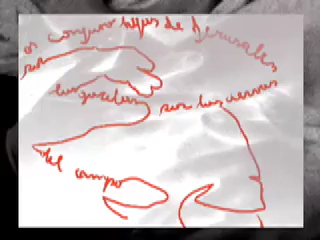 os conjuro hijas de Jerusalen
por
las gacelas por las ciervas
del campo